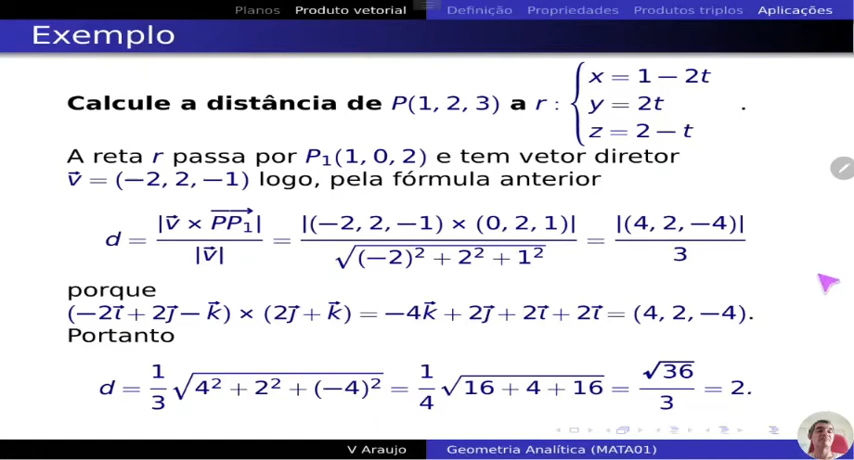 Planos Produto vetorial Definição Propriedades Produtos triplos Aplicações
Exemplo
Calcule a distância de P(1, 2, 3) a r : { x = 1 − 2t
y = 2t
z = 2 − t .
A reta r passa por P₁(1, 0, 2) e tem vetor diretor
v⃗ = (−2, 2, −1) logo, pela fórmula anterior
d = |v⃗ × PP₁⃗| / |v⃗| = |(−2, 2, −1) × (0, 2, 1)| / √((−2)² + 2² + 1²) = |(4, 2, −4)| / 3
porque
(−2ı⃗ + 2ȷ⃗ − k⃗) × (2ȷ⃗ + k⃗) = −4k⃗ + 2ȷ⃗ + 2ı⃗ + 2ı⃗ = (4, 2, −4).
Portanto
d = 1/3 √(4² + 2² + (−4)²) = 1/4 √(16 + 4 + 16) = √36 / 3 = 2.
V Araujo Geometria Analítica (MATA01)